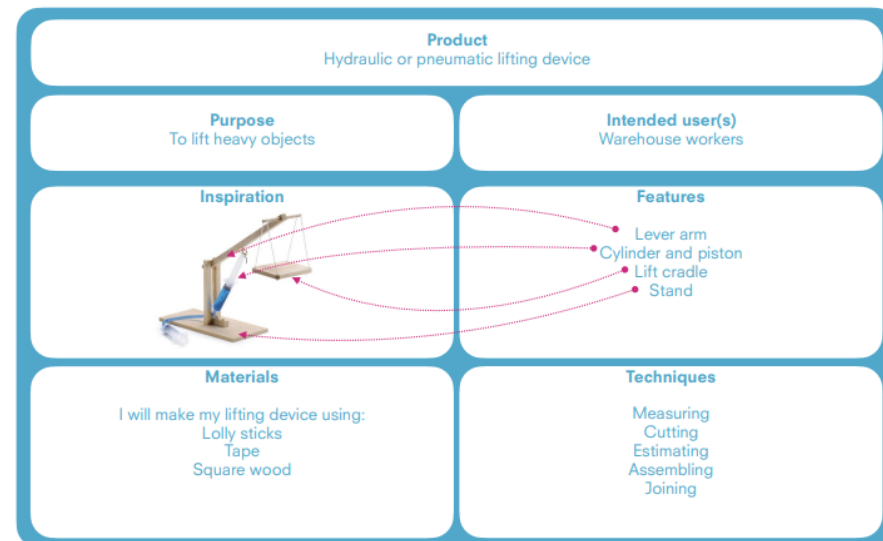 Product
Hydraulic or pneumatic lifting device
Purpose
To lift heavy objects
Intended user(s)
Warehouse workers
Inspiration
Features
Lever arm
Cylinder and piston
Lift cradle
Stand
Materials
I will make my lifting device using:
Lolly sticks
Tape
Square wood
Techniques
Measuring
Cutting
Estimating
Assembling
Joining